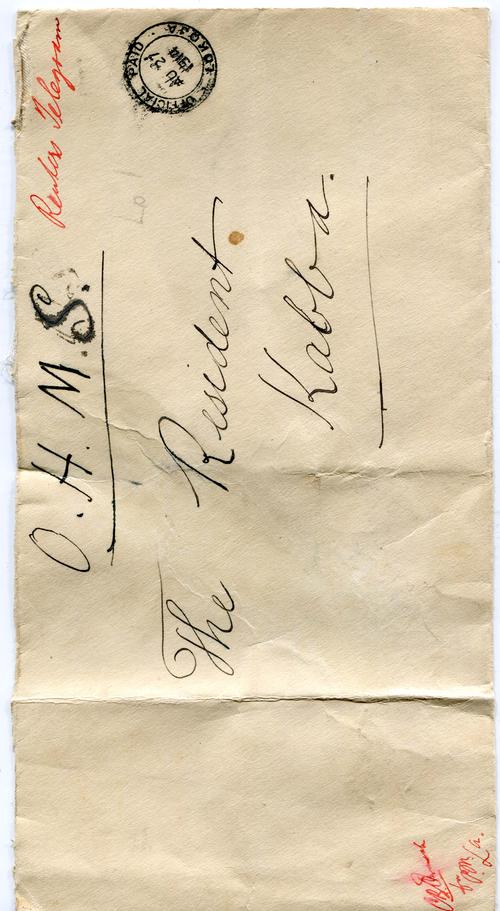 O.H.M.S.
Reuters Telegram
OFFICIAL PAID
AU 27
1914
The Resident
Kabba.